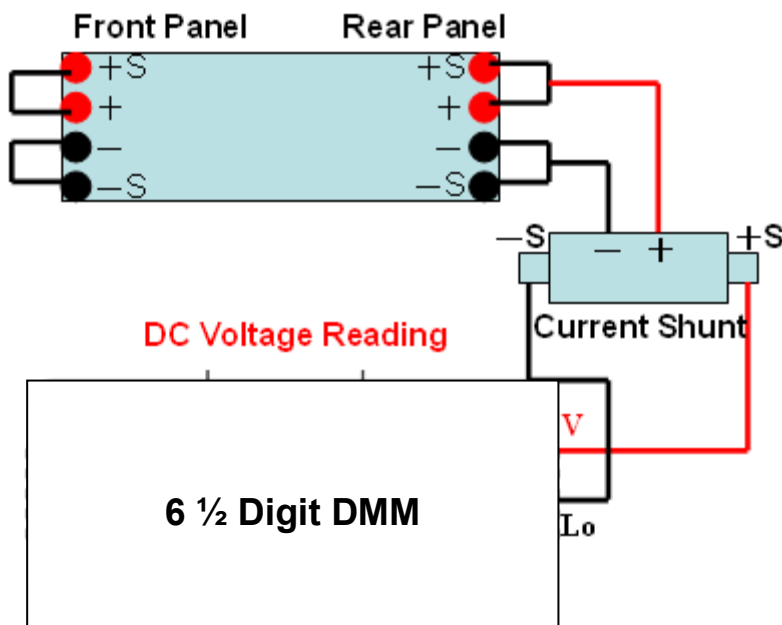 Front Panel Rear Panel
+S +S
+ +
− −
−S −S
−S − + +S
Current Shunt
DC Voltage Reading
V
6 ½ Digit DMM
Lo